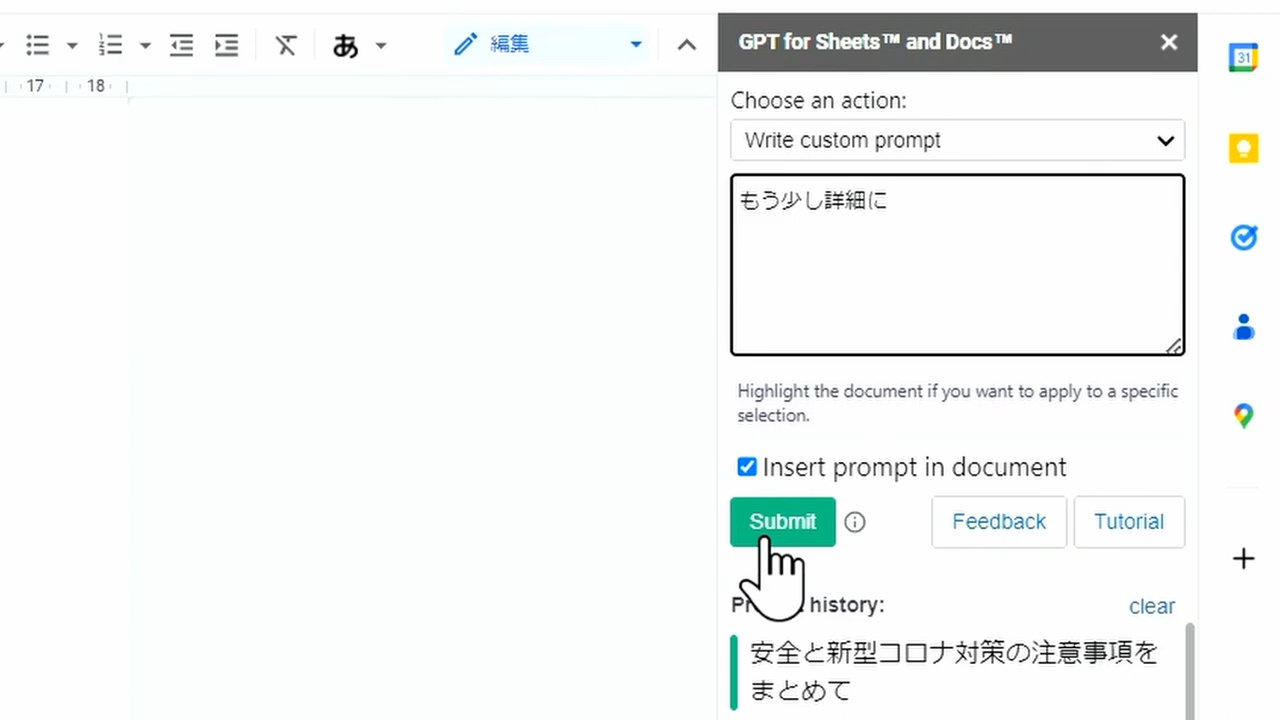 あ
編集
17
18
GPT for Sheets™ and Docs™
31
Choose an action:
Write custom prompt
もう少し詳細に
Highlight the document if you want to apply to a specific
selection.
Insert prompt in document
Submit
Feedback
Tutorial
history:
clear
安全と新型コロナ対策の注意事項を
まとめて